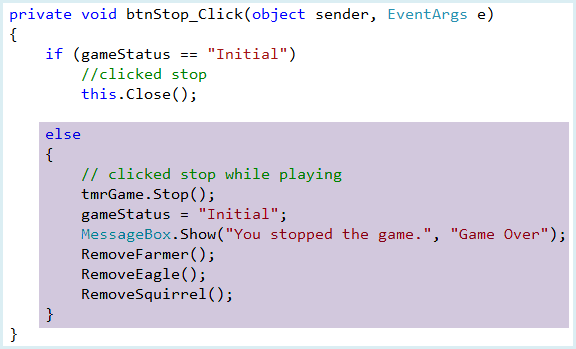 private void btnStop_Click(object sender, EventArgs e)
{
    if (gameStatus == "Initial")
        //clicked stop
        this.Close();
    else
    {
        // clicked stop while playing
        tmrGame.Stop();
        gameStatus = "Initial";
        MessageBox.Show("You stopped the game.", "Game Over");
        RemoveFarmer();
        RemoveEagle();
        RemoveSquirrel();
    }
}